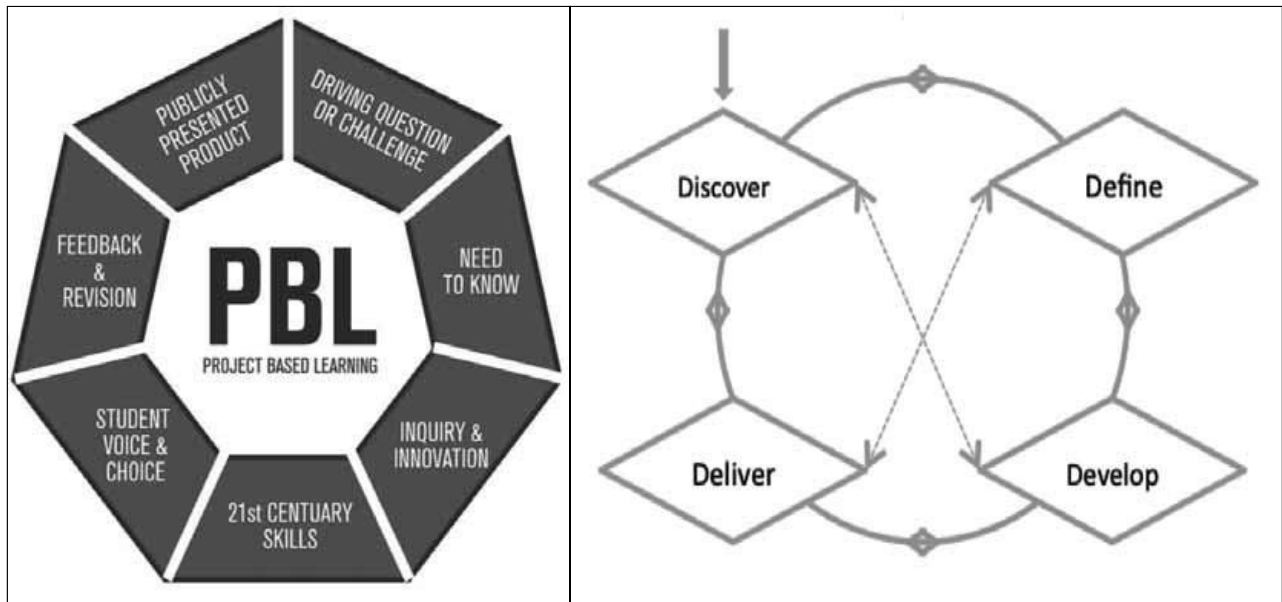 PUBLICLY
PRESENTED
PRODUCT
DRIVING QUESTION
OR CHALLENGE
FEEDBACK
&
REVISION
NEED
TO KNOW
PBL
PROJECT BASED LEARNING
STUDENT
VOICE &
CHOICE
INQUIRY &
INNOVATION
21st CENTUARY
SKILLS
Discover
Define
Deliver
Develop